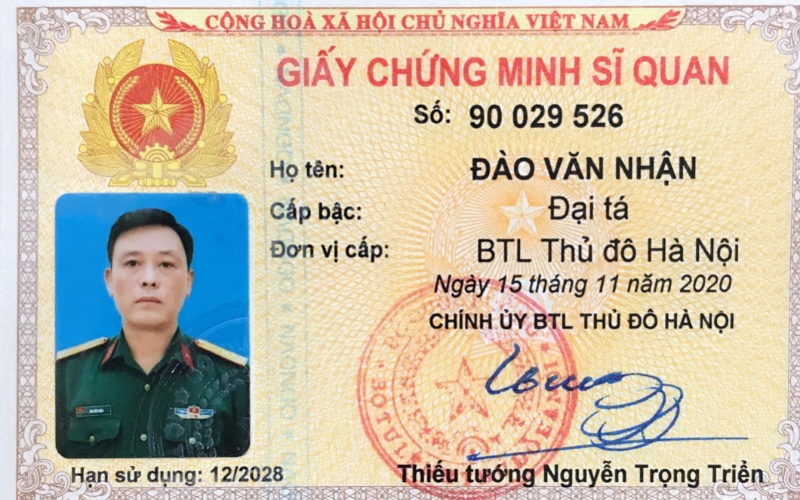 CỘNG HOÀ XÃ HỘI CHỦ NGHĨA VIỆT NAM
GIẤY CHỨNG MINH SĨ QUAN
Số: 90 029 526
Họ tên: ĐÀO VĂN NHẬN
Cấp bậc: Đại tá
Đơn vị cấp: BTL Thủ đô Hà Nội
Ngày 15 tháng 11 năm 2020
CHÍNH ỦY BTL THỦ ĐÔ HÀ NỘI
Hạn sử dụng: 12/2028
Thiếu tướng Nguyễn Trọng Triển